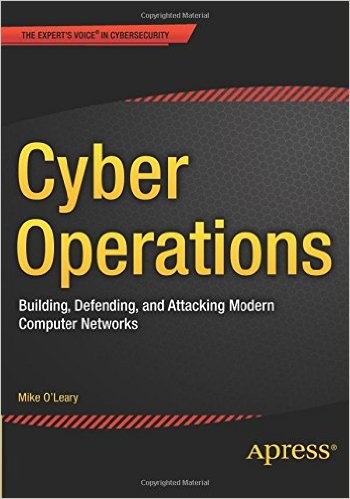 Copyrighted Material
THE EXPERT'S VOICE® IN CYBERSECURITY
Cyber
Operations
Building, Defending, and Attacking Modern
Computer Networks
Mike O'Leary
Apress®
Copyrighted Material